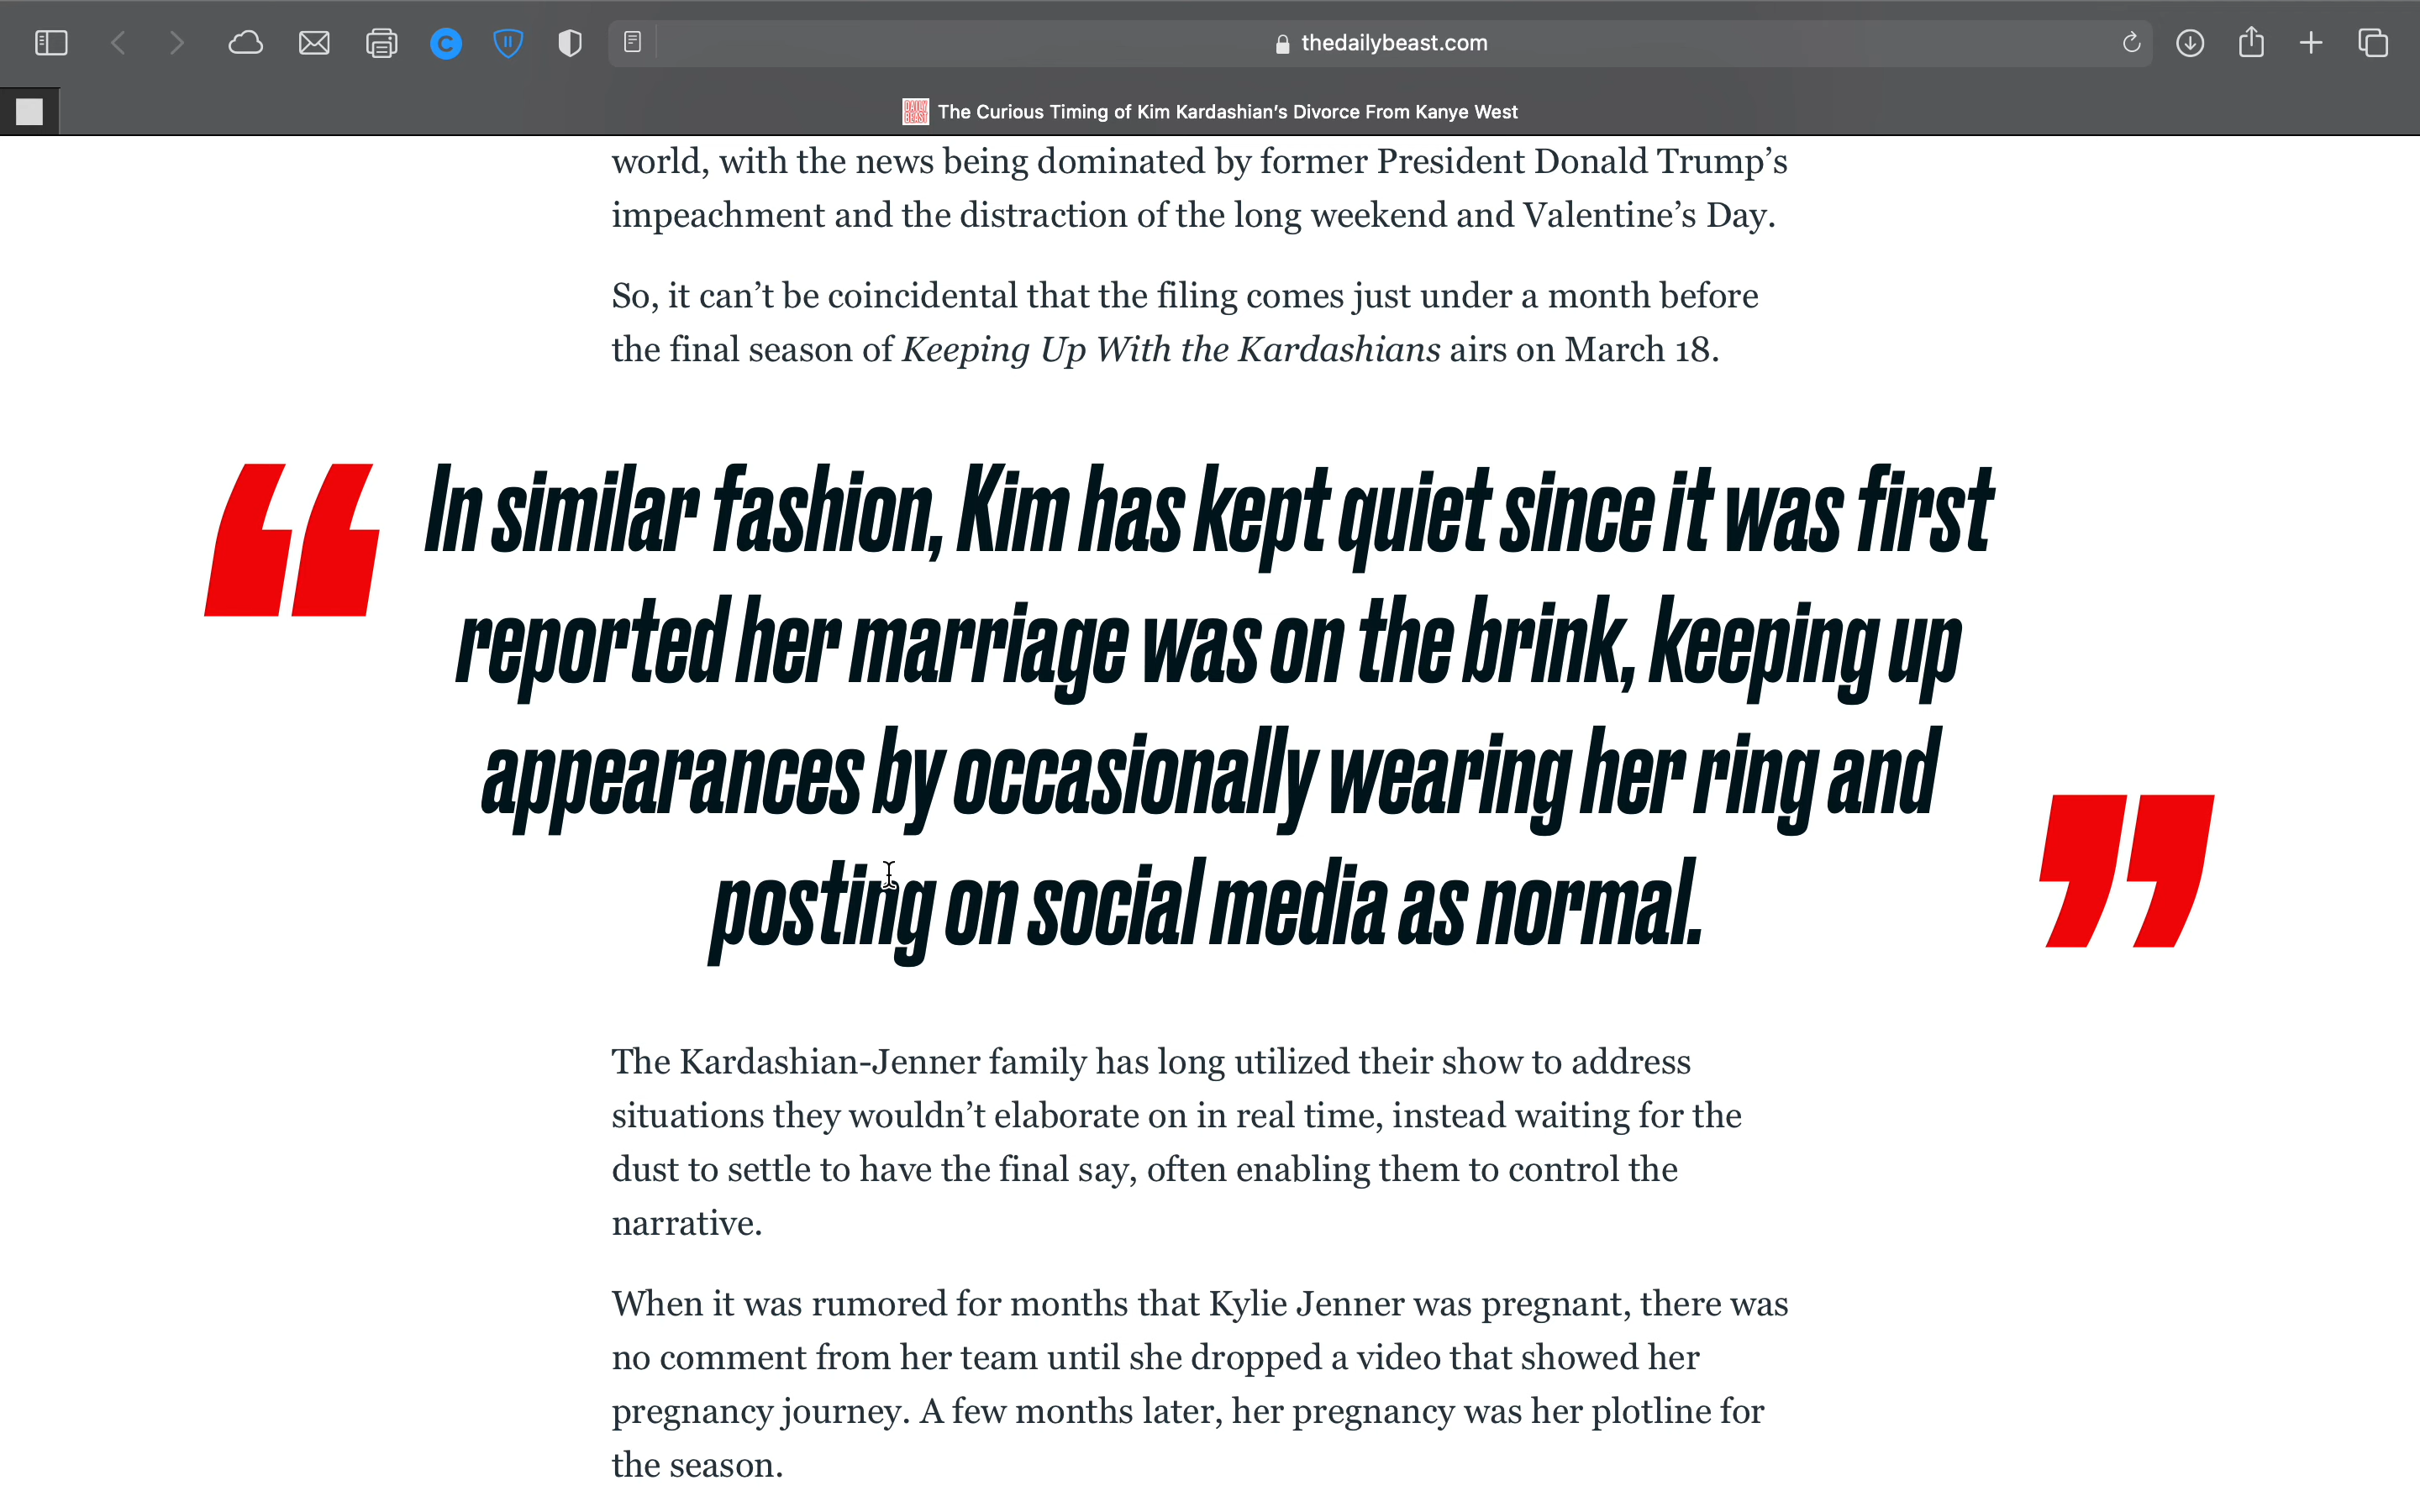 thedailybeast.com
The Curious Timing of Kim Kardashian's Divorce From Kanye West
world, with the news being dominated by former President Donald Trump’s
impeachment and the distraction of the long weekend and Valentine’s Day.
So, it can’t be coincidental that the filing comes just under a month before
the final season of Keeping Up With the Kardashians airs on March 18.
“In similar fashion, Kim has kept quiet since it was first
reported her marriage was on the brink, keeping up
appearances by occasionally wearing her ring and
posting on social media as normal.”
The Kardashian-Jenner family has long utilized their show to address
situations they wouldn’t elaborate on in real time, instead waiting for the
dust to settle to have the final say, often enabling them to control the
narrative.
When it was rumored for months that Kylie Jenner was pregnant, there was
no comment from her team until she dropped a video that showed her
pregnancy journey. A few months later, her pregnancy was her plotline for
the season.